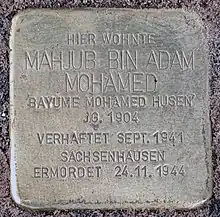 HIER WOHNTE
MAHJUB BIN ADAM
MOHAMED
BAYUME MOHAMED HUSEN
JG. 1904
VERHAFTET SEPT. 1941
SACHSENHAUSEN
ERMORDET 24.11.1944